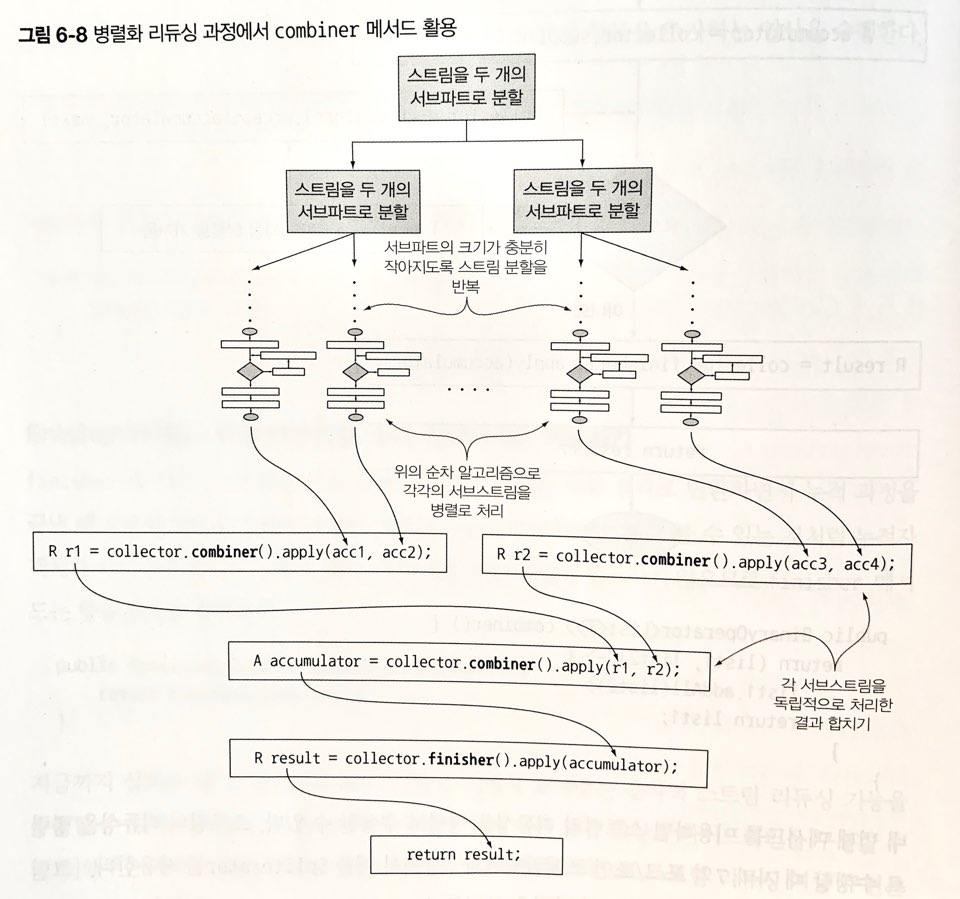 그림 6-8 병렬화 리듀싱 과정에서 combiner 메서드 활용
스트림을 두 개의
서브파트로 분할
스트림을 두 개의
서브파트로 분할
스트림을 두 개의
서브파트로 분할
서브파트의 크기가 충분히
작아지도록 스트림 분할을
반복
위의 순차 알고리즘으로
각각의 서브스트림을
병렬로 처리
R r1 = collector.combiner().apply(acc1, acc2);
R r2 = collector.combiner().apply(acc3, acc4);
A accumulator = collector.combiner().apply(r1, r2);
각 서브스트림을
독립적으로 처리한
결과 합치기
R result = collector.finisher().apply(accumulator);
return result;